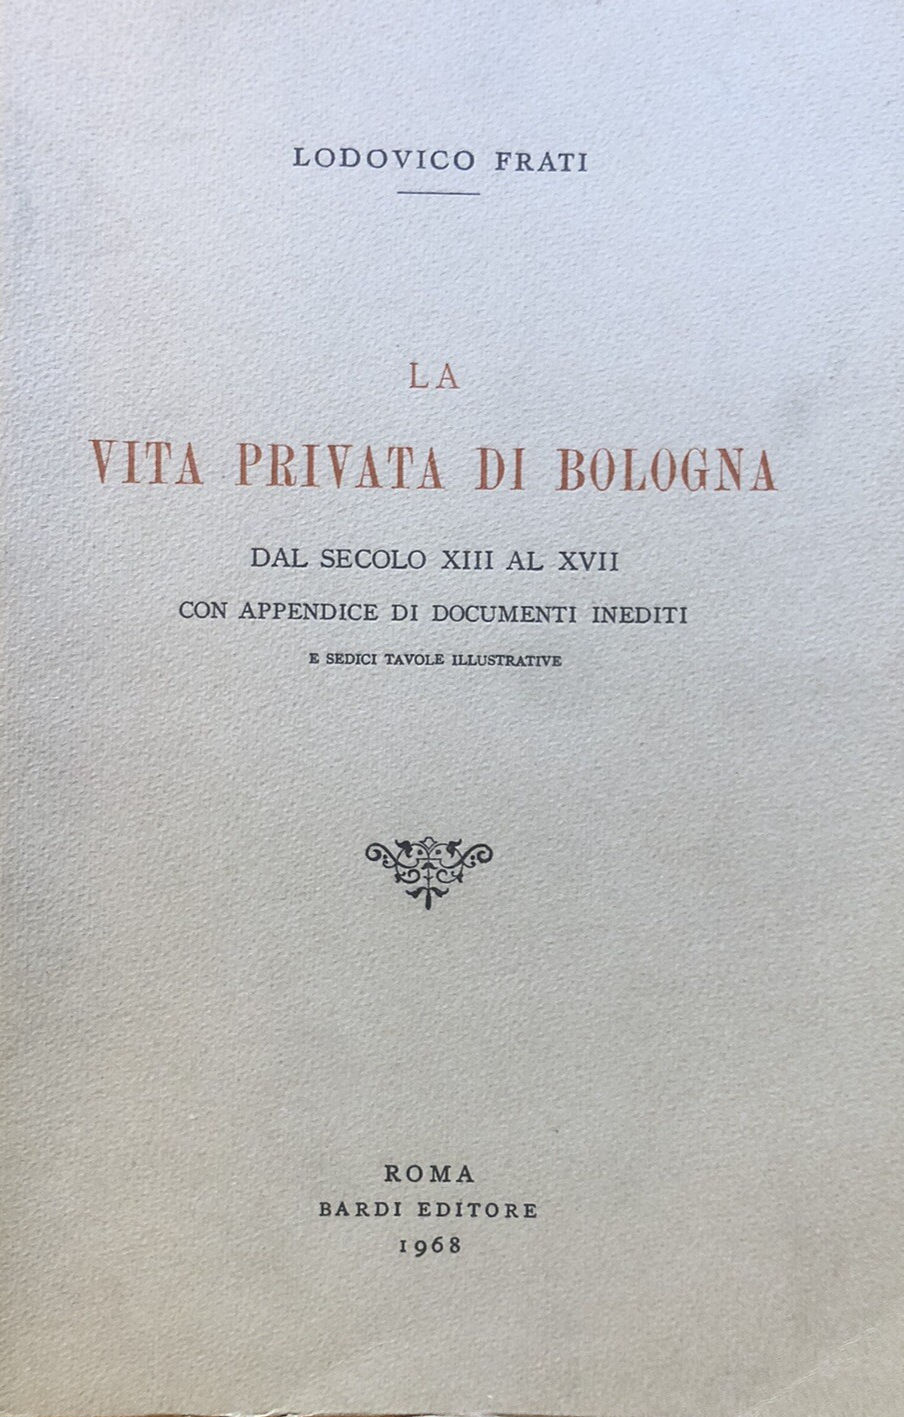 LODOVICO FRATI
LA
VITA PRIVATA DI BOLOGNA
DAL SECOLO XIII AL XVII
CON APPENDICE DI DOCUMENTI INEDITI
E SEDICI TAVOLE ILLUSTRATIVE
ROMA
BARDI EDITORE
1968